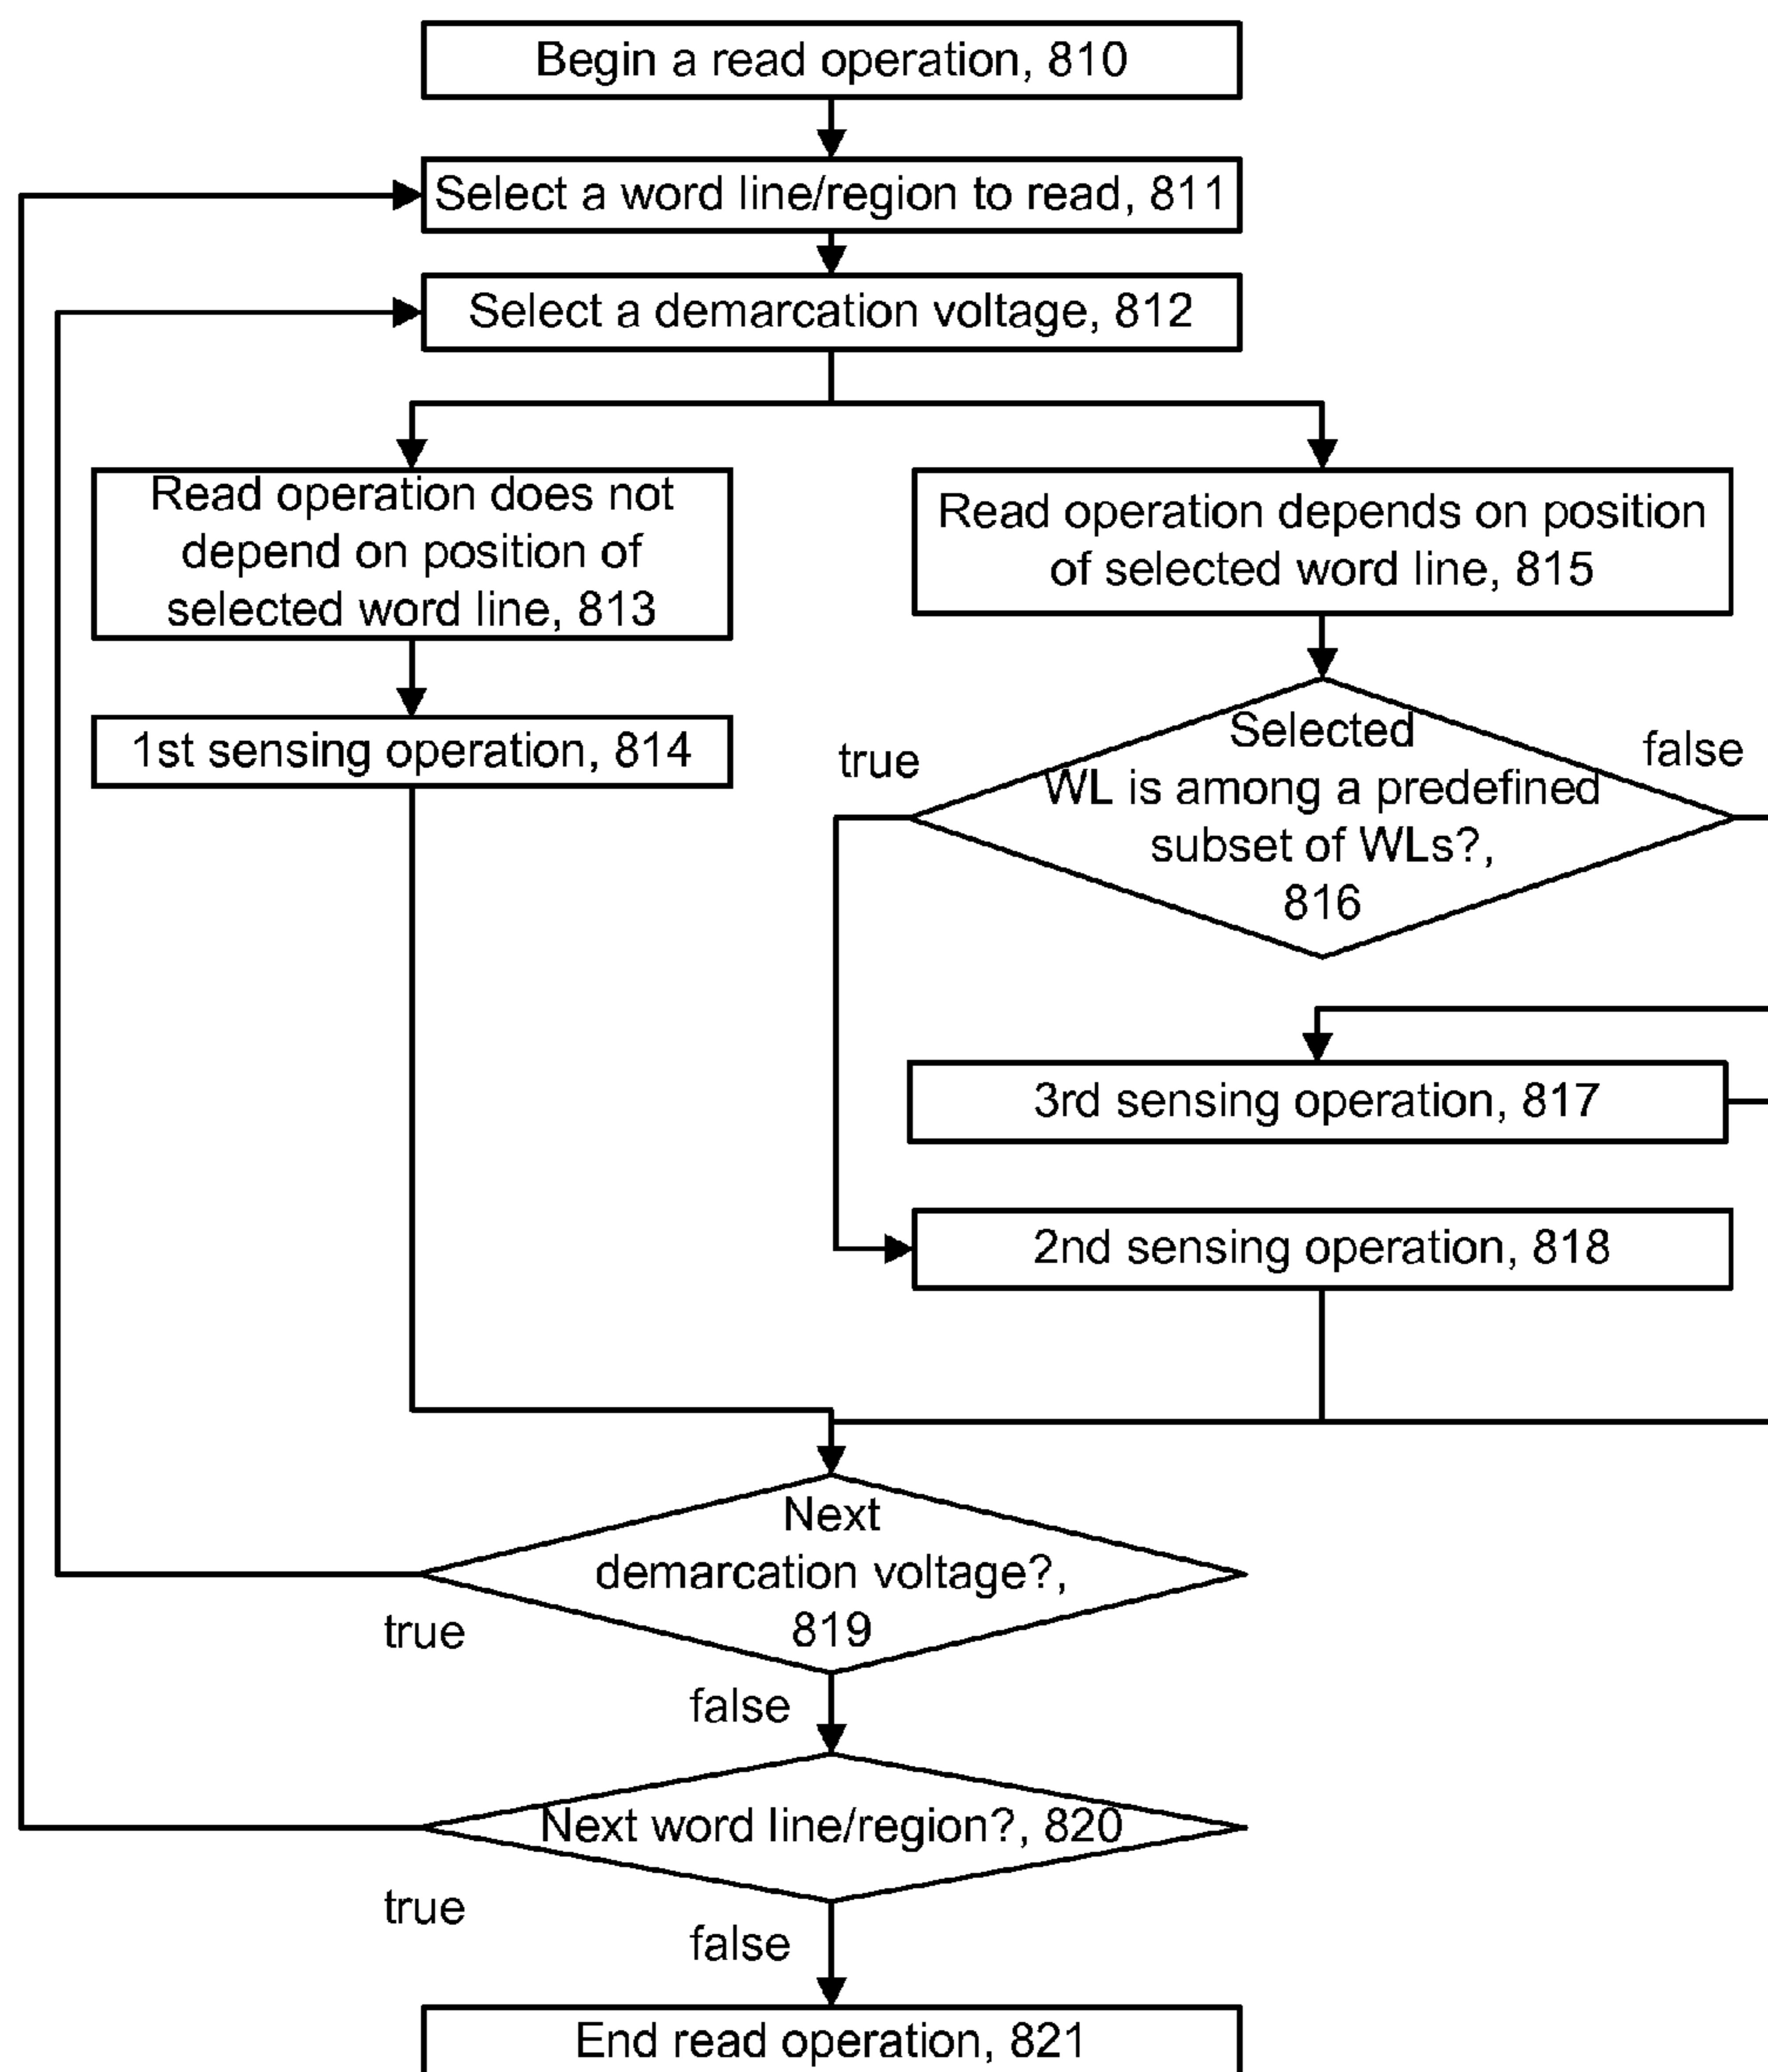 Begin a read operation, 810
Select a word line/region to read, 811
Select a demarcation voltage, 812
Read operation does not
depend on position of
selected word line, 813
Read operation depends on position
of selected word line, 815
1st sensing operation, 814
true
Selected
WL is among a predefined
subset of WLs?,
816
false
3rd sensing operation, 817
2nd sensing operation, 818
Next
demarcation voltage?,
819
true
false
Next word line/region?, 820
true
false
End read operation, 821